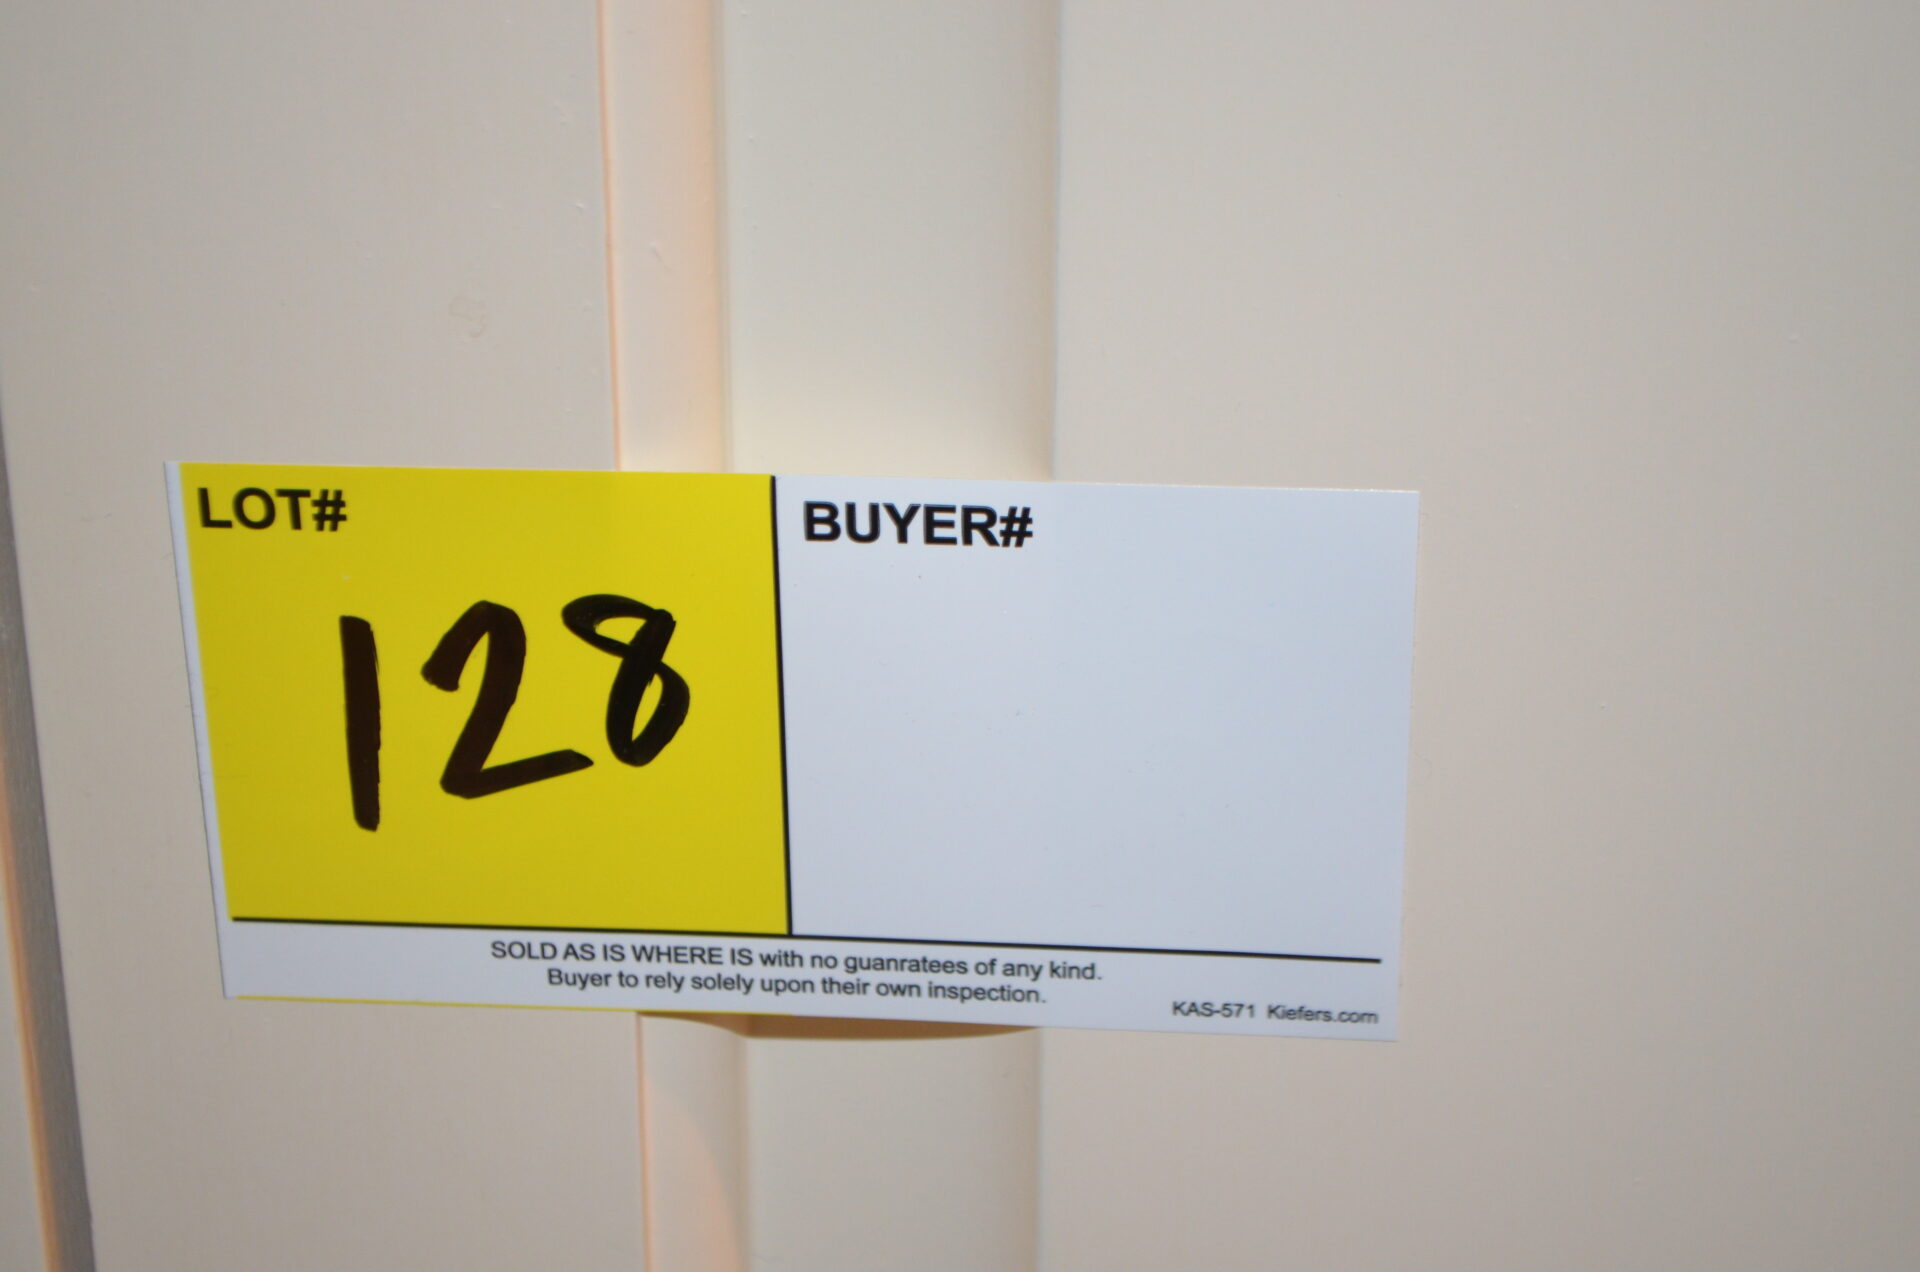 LOT#
BUYER#
128
SOLD AS IS WHERE IS with no guanratees of any kind.
Buyer to rely solely upon their own inspection.
KAS-571 Kiefers.com